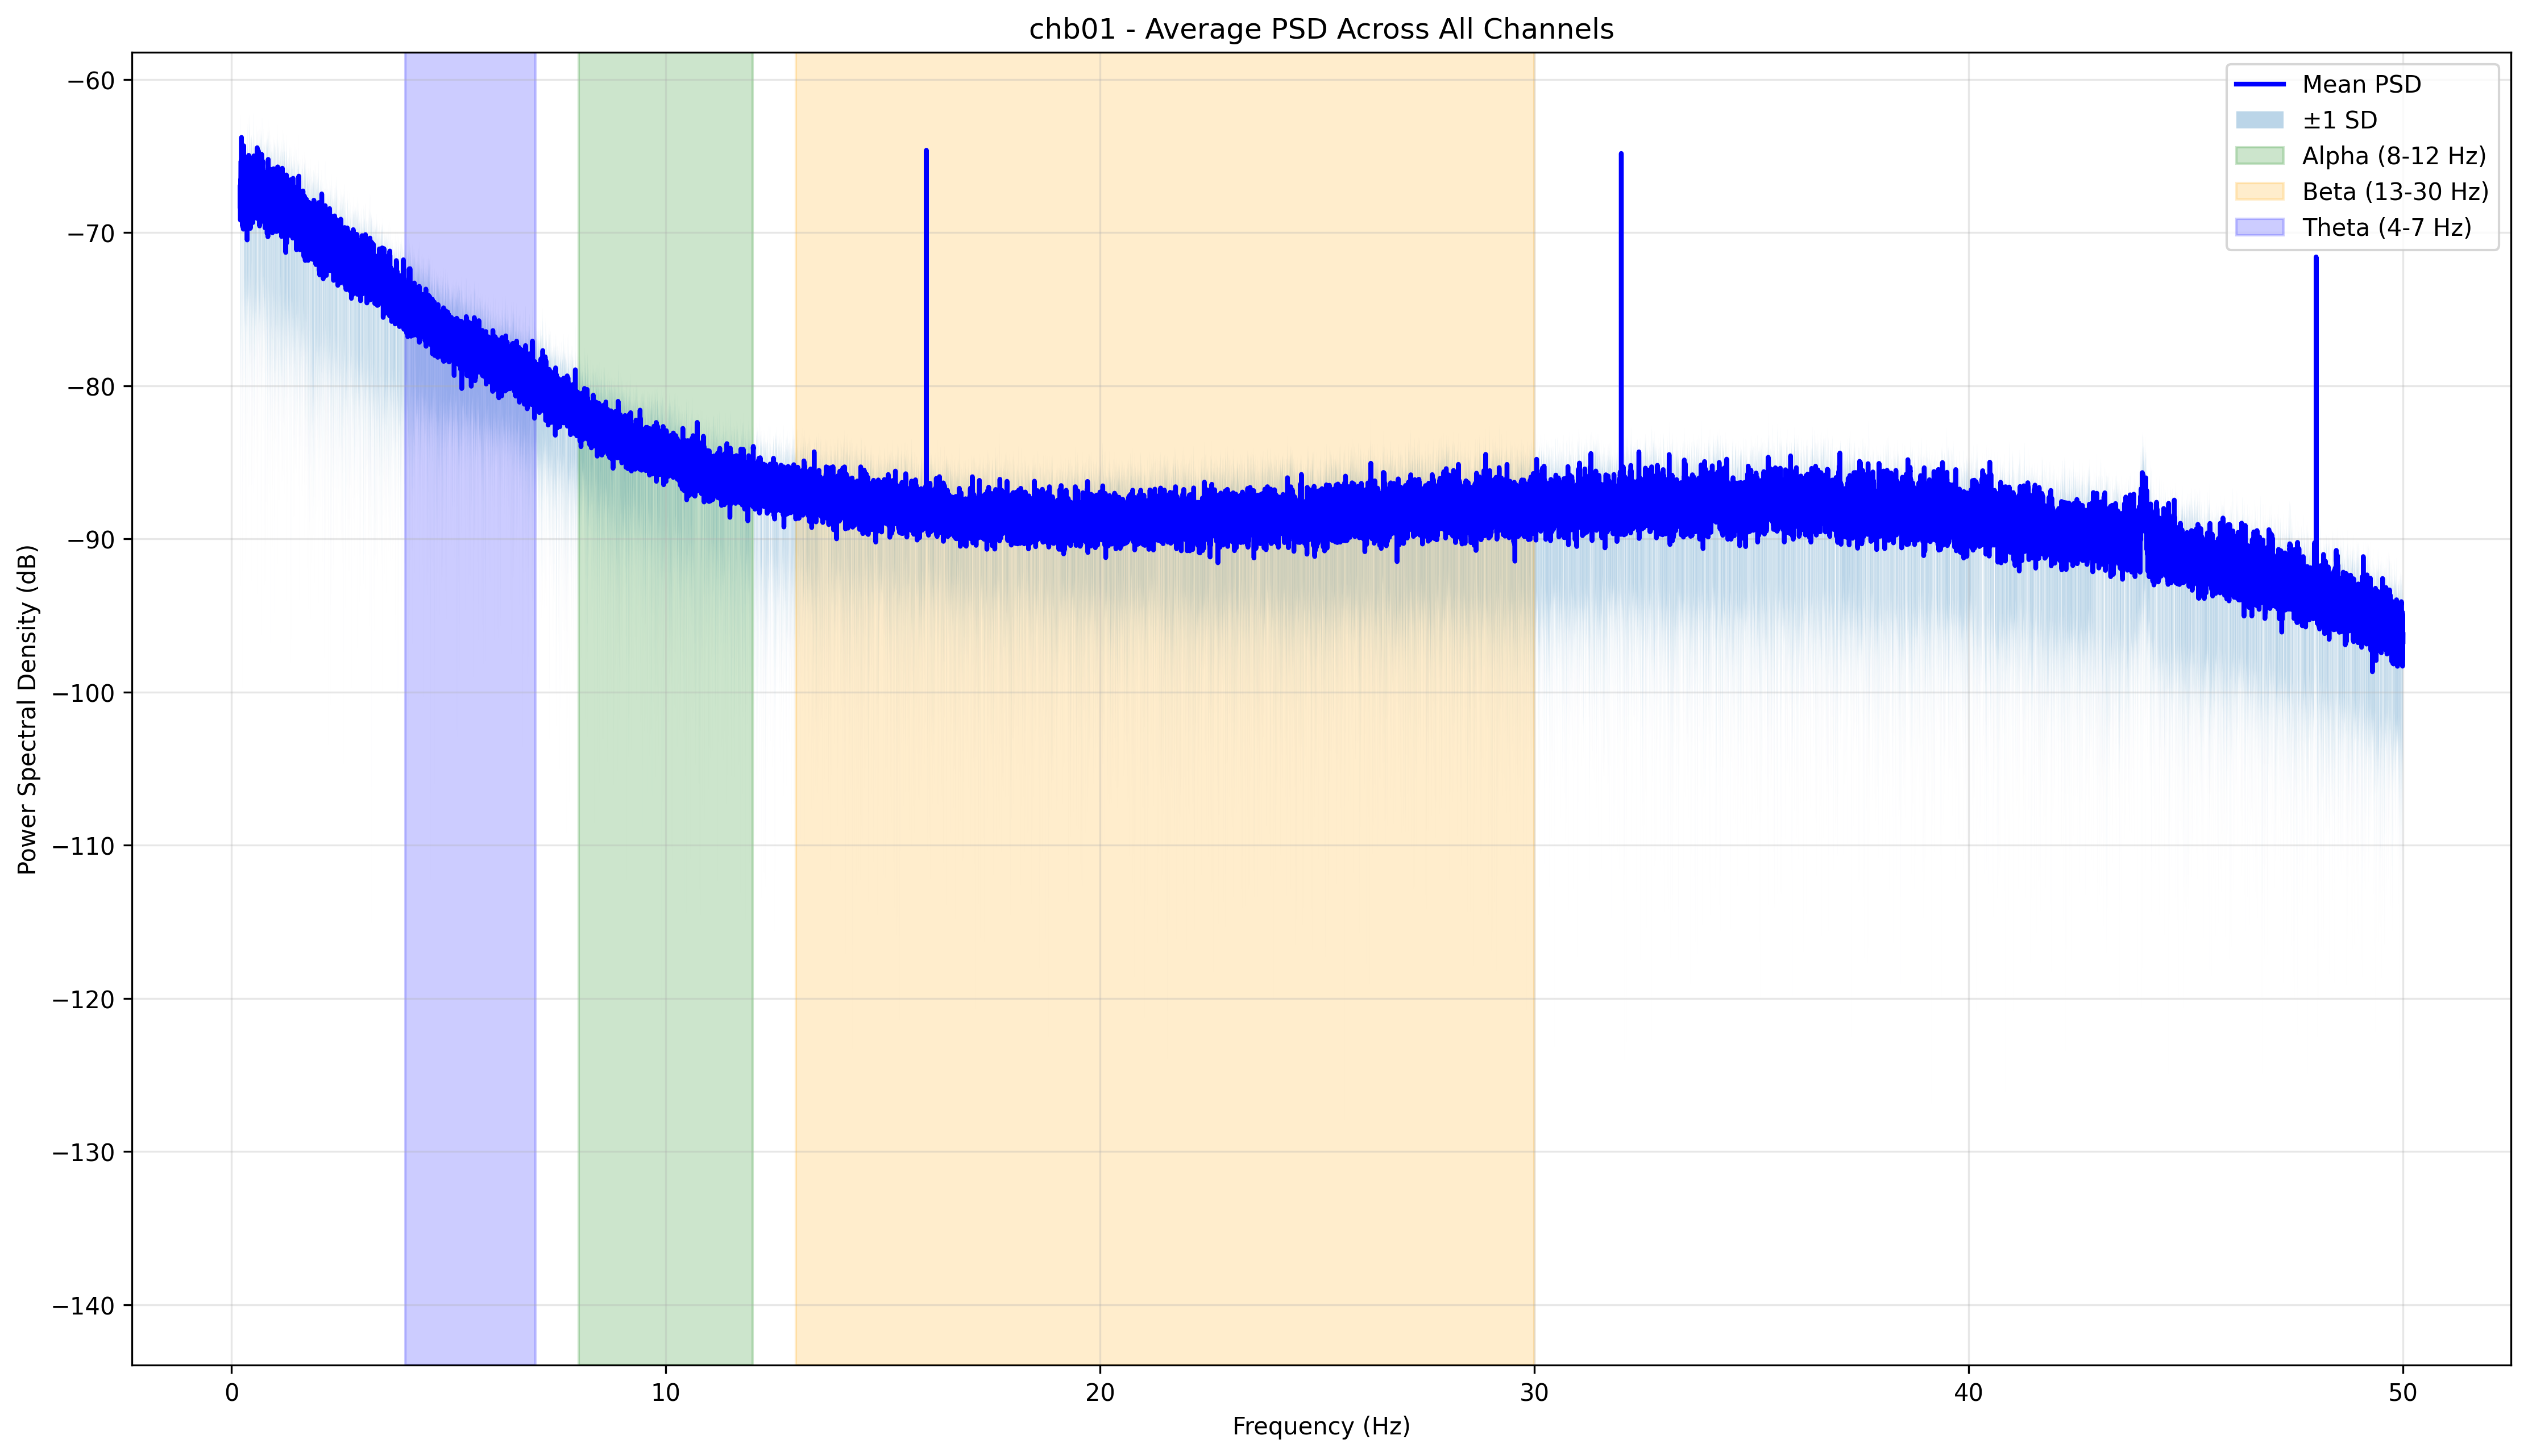 chb01 - Average PSD Across All Channels
Mean PSD
±1 SD
Alpha (8-12 Hz)
Beta (13-30 Hz)
Theta (4-7 Hz)
Power Spectral Density (dB)
−60
−70
−80
−90
−100
−110
−120
−130
−140
0 10 20 30 40 50
Frequency (Hz)